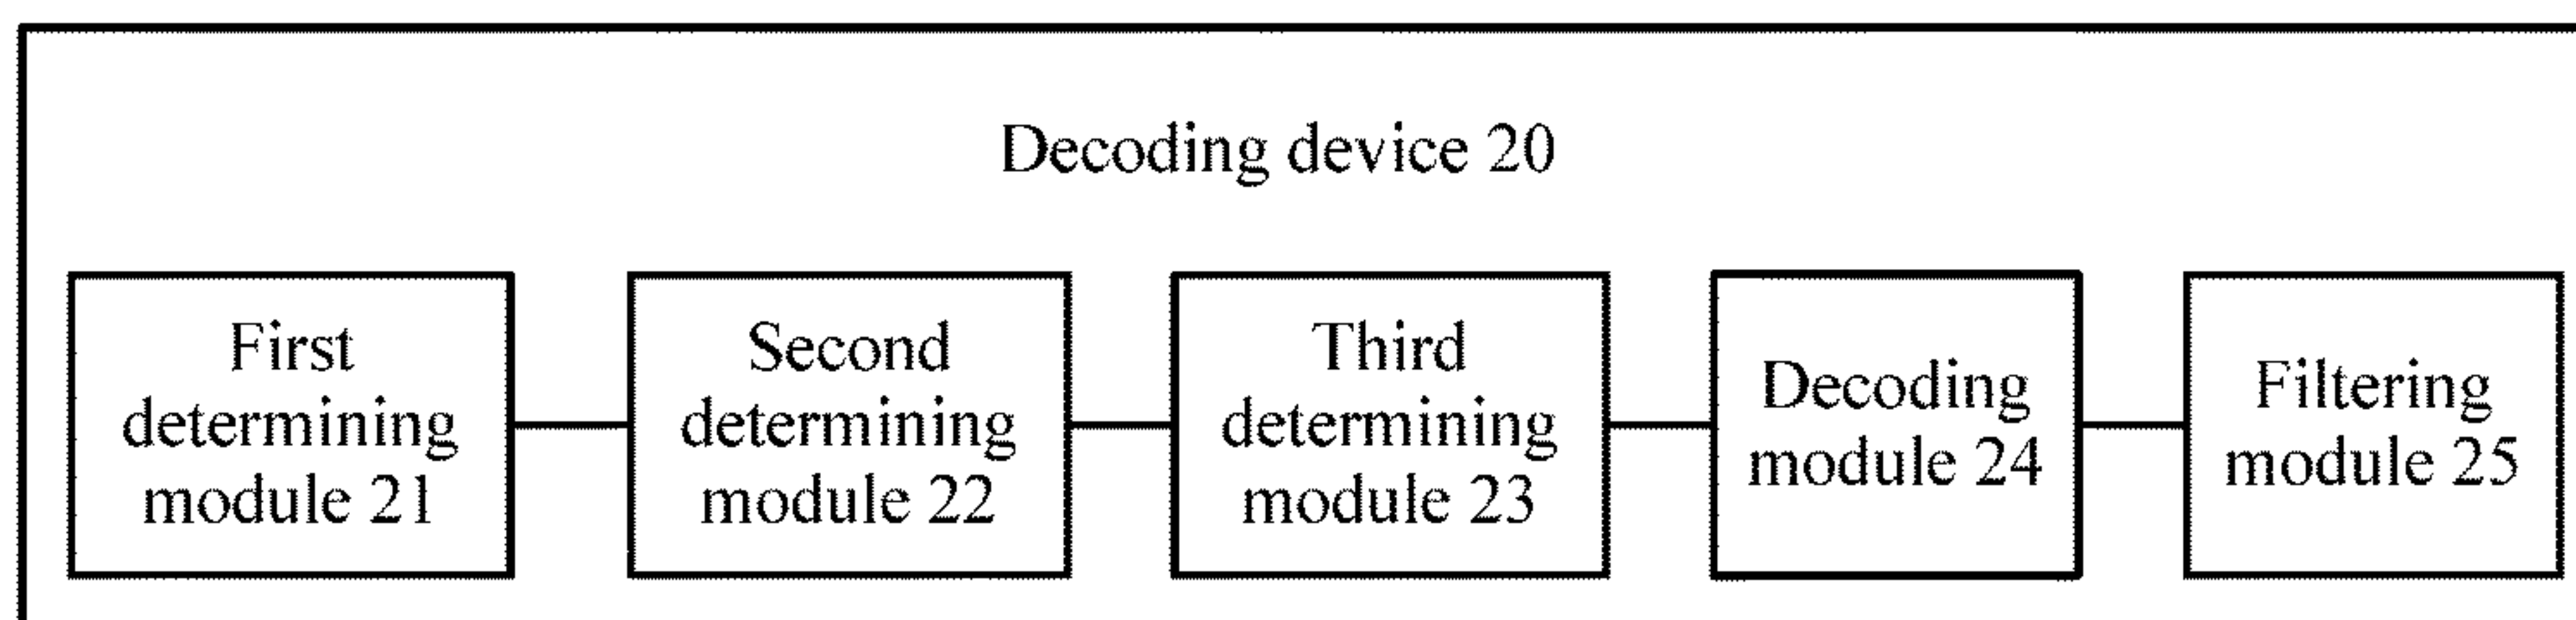 Decoding device 20
First
determining
module 21
Second
determining
module 22
Third
determining
module 23
Decoding
module 24
Filtering
module 25